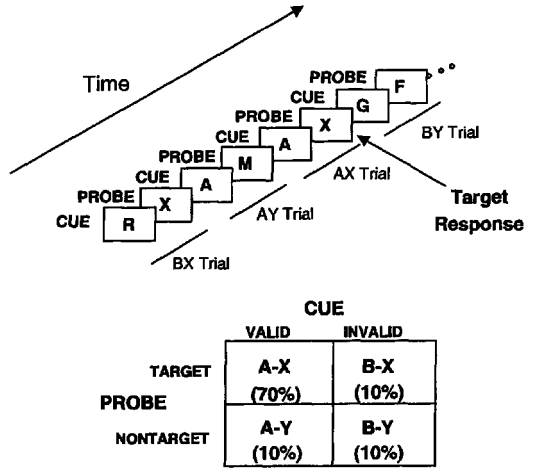 Time
PROBE
F
CUE
G
PROBE
X
BY Trial
CUE
A
PROBE
M
AX Trial
CUE
A
Target
Response
PROBE
X
AY Trial
CUE
R
BX Trial
CUE
VALID INVALID
TARGET A-X B-X
(70%) (10%)
PROBE
NONTARGET A-Y B-Y
(10%) (10%)